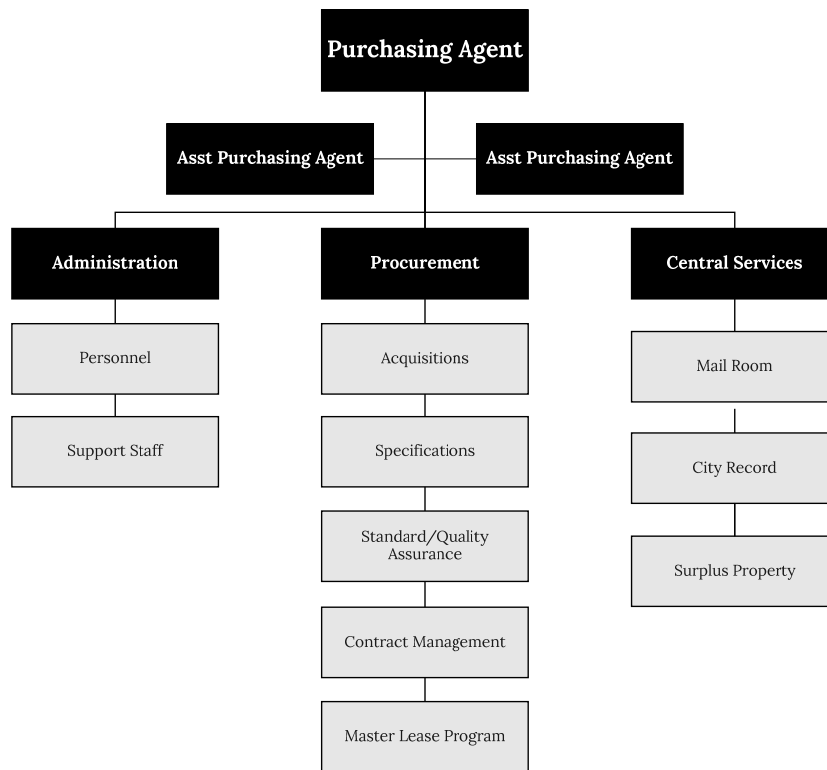 Purchasing Agent
Asst Purchasing Agent
Asst Purchasing Agent
Administration
Procurement
Central Services
Personnel
Support Staff
Acquisitions
Specifications
Standard/Quality
Assurance
Contract Management
Master Lease Program
Mail Room
City Record
Surplus Property